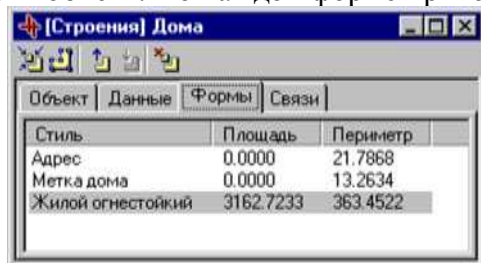 [Строения] Дома
Объект Данные Формы Связи
Стиль Площадь Периметр
Адрес 0.0000 21.7868
Метка дома 0.0000 13.2634
Жилой огнестойкий 3162.7233 363.4522